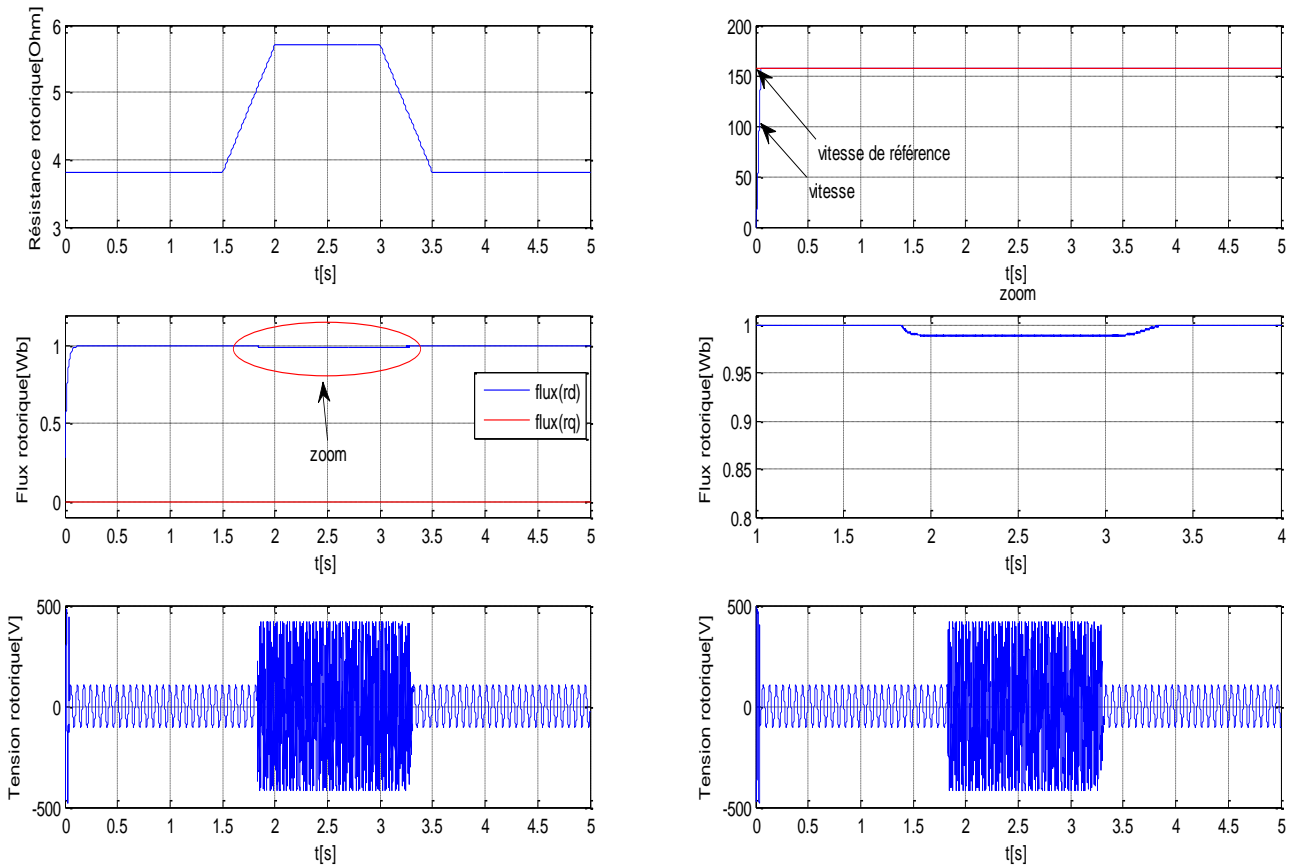 Résistance rotorique[Ohm]
6
5
4
3
0 0.5 1 1.5 2 2.5 3 3.5 4 4.5 5
t[s]
200
150
100
50
0
vitesse de référence
vitesse
0 0.5 1 1.5 2 2.5 3 3.5 4 4.5 5
t[s]
Flux rotorique[Wb]
1
0.5
0
flux(rd)
flux(rq)
zoom
0 0.5 1 1.5 2 2.5 3 3.5 4 4.5 5
t[s]
zoom
Flux rotorique[Wb]
1
0.95
0.9
0.85
0.8
1 1.5 2 2.5 3 3.5 4
t[s]
Tension rotorique[V]
500
0
-500
0 0.5 1 1.5 2 2.5 3 3.5 4 4.5 5
t[s]
Tension rotorique[V]
500
0
-500
0 0.5 1 1.5 2 2.5 3 3.5 4 4.5 5
t[s]